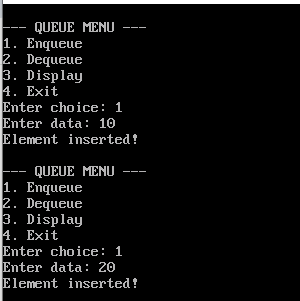 --- QUEUE MENU ---
1. Enqueue
2. Dequeue
3. Display
4. Exit
Enter choice: 1
Enter data: 10
Element inserted!
--- QUEUE MENU ---
1. Enqueue
2. Dequeue
3. Display
4. Exit
Enter choice: 1
Enter data: 20
Element inserted!